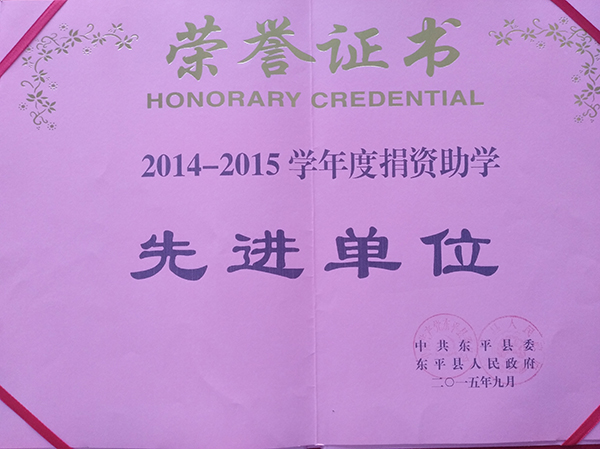 荣誉证书
HONORARY CREDENTIAL
2014-2015 学年度捐资助学
先进单位
中共东平县委
东平县人民政府
二〇一五年九月